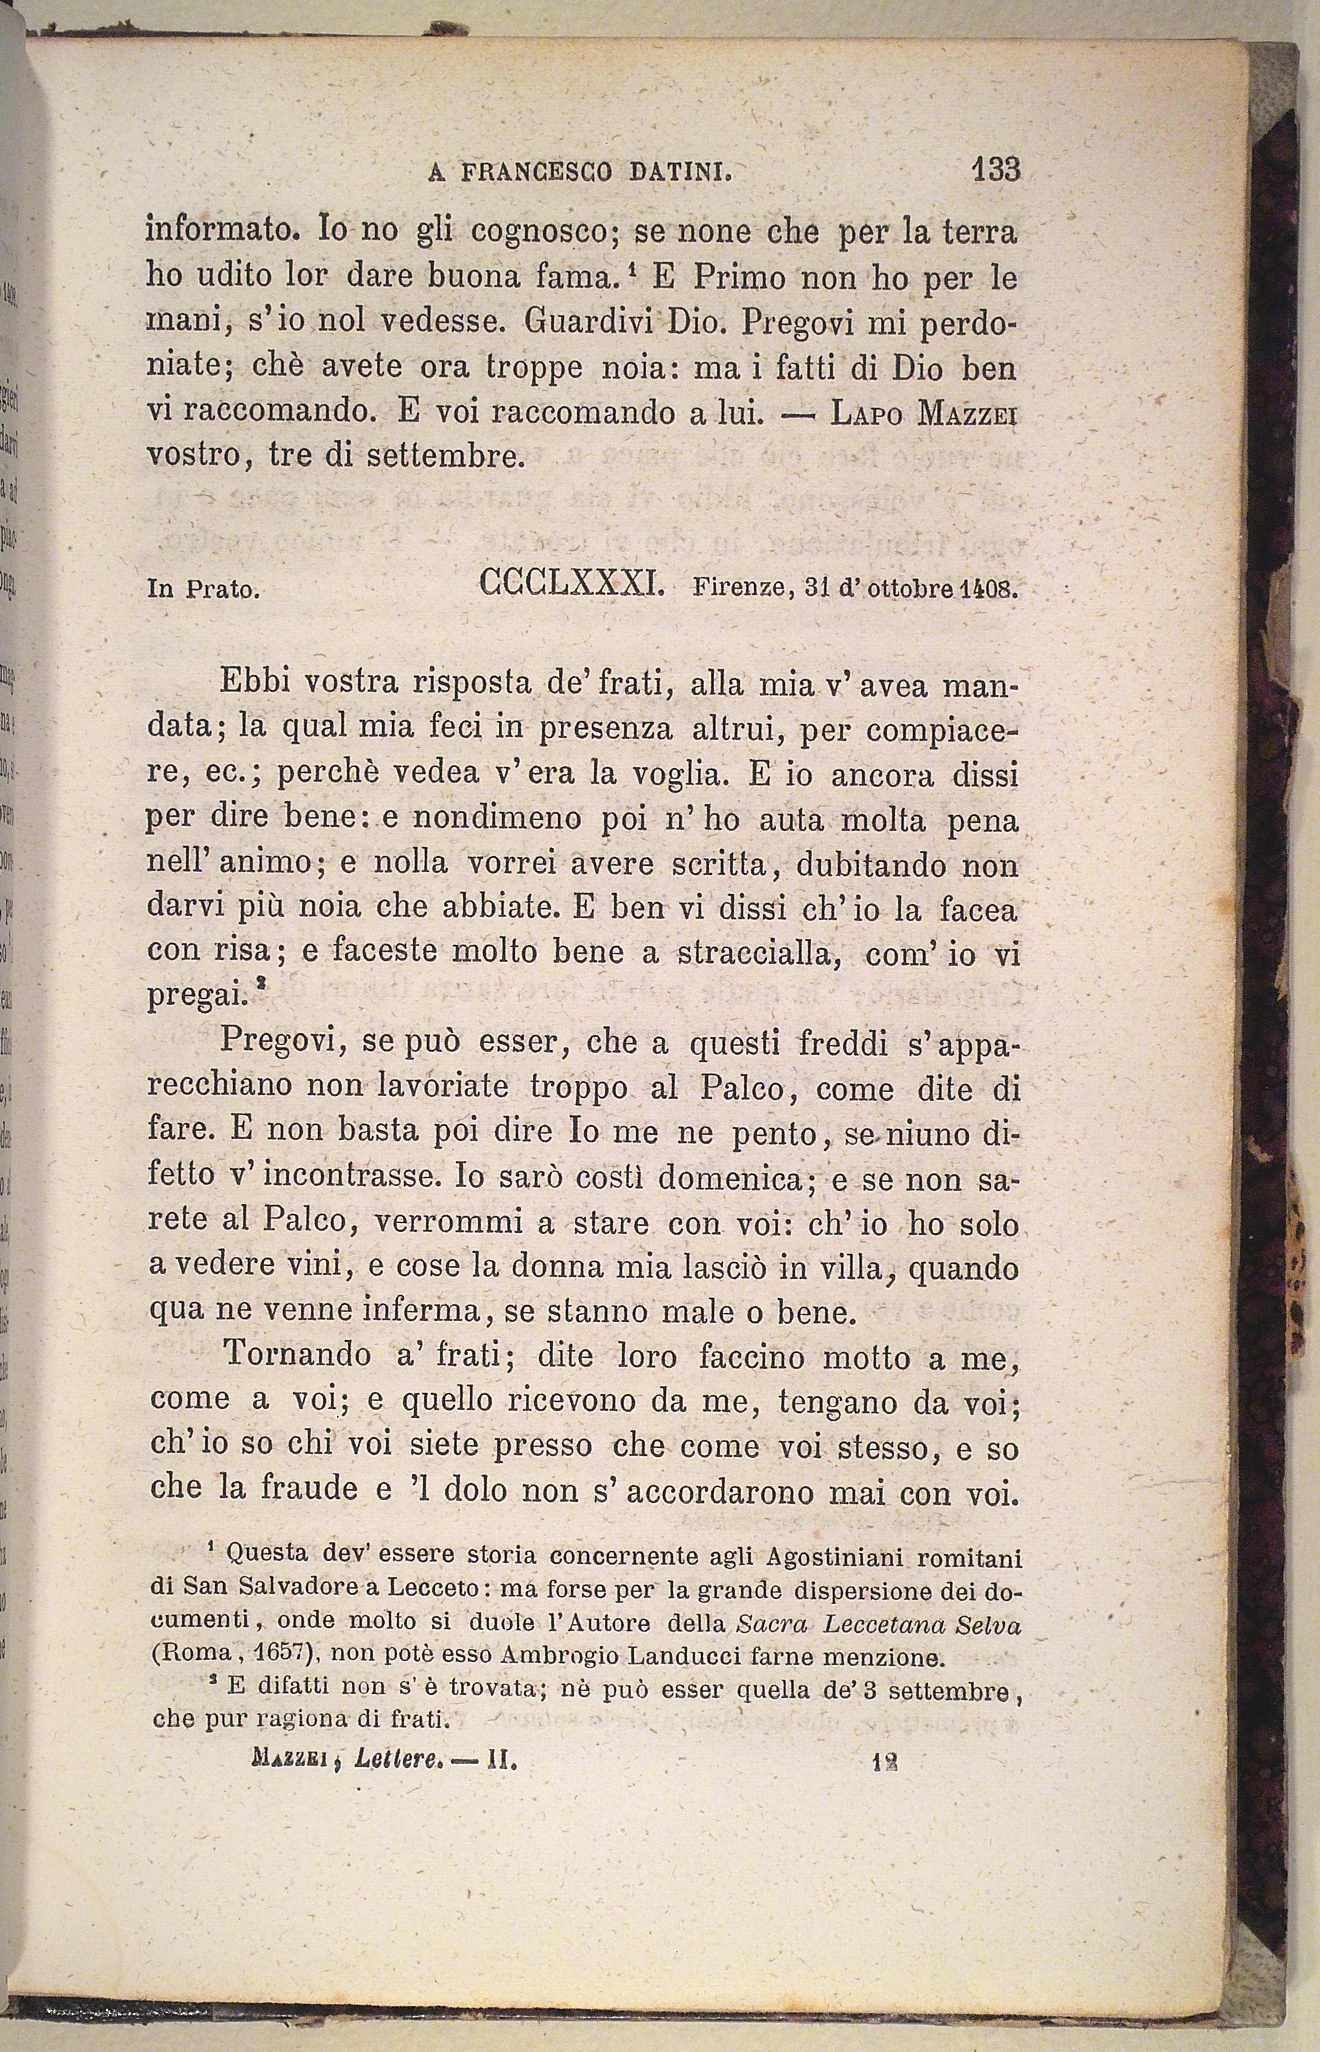 A FRANCESCO DATINI. 133
informato. Io no gli cognosco; se none che per la terra
ho udito lor dare buona fama.¹ E Primo non ho per le
mani, s'io nol vedesse. Guardivi Dio. Pregovi mi perdo-
niate; chè avete ora troppe noia: ma i fatti di Dio ben
vi raccomando. E voi raccomando a lui. — LAPO MAZZEI
vostro, tre di settembre.
In Prato. CCCLXXXI. Firenze, 31 d' ottobre 1408.
Ebbi vostra risposta de' frati, alla mia v' avea man-
data; la qual mia feci in presenza altrui, per compiace-
re, ec.; perchè vedea v' era la voglia. E io ancora dissi
per dire bene: e nondimeno poi n' ho auta molta pena
nell' animo; e nolla vorrei avere scritta, dubitando non
darvi più noia che abbiate. E ben vi dissi ch' io la facea
con risa; e faceste molto bene a straccialla, com' io vi
pregai.²
Pregovi, se può esser, che a questi freddi s' appa-
recchiano non lavoriate troppo al Palco, come dite di
fare. E non basta poi dire Io me ne pento, se niuno di-
fetto v' incontrasse. Io sarò costì domenica; e se non sa-
rete al Palco, verrommi a stare con voi: ch' io ho solo
a vedere vini, e cose la donna mia lasciò in villa, quando
qua ne venne inferma, se stanno male o bene.
Tornando a' frati; dite loro faccino motto a me,
come a voi; e quello ricevono da me, tengano da voi;
ch' io so chi voi siete presso che come voi stesso, e so
che la fraude e 'l dolo non s' accordarono mai con voi.
¹ Questa dev' essere storia concernente agli Agostiniani romitani
di San Salvadore a Lecceto: ma forse per la grande dispersione dei do-
cumenti, onde molto si duole l' Autore della Sacra Leccetana Selva
(Roma, 1657), non potè esso Ambrogio Landucci farne menzione.
² E difatti non s' è trovata; nè può esser quella de' 3 settembre,
che pur ragiona di frati.
MAZZEI, Lettere. — II. 12